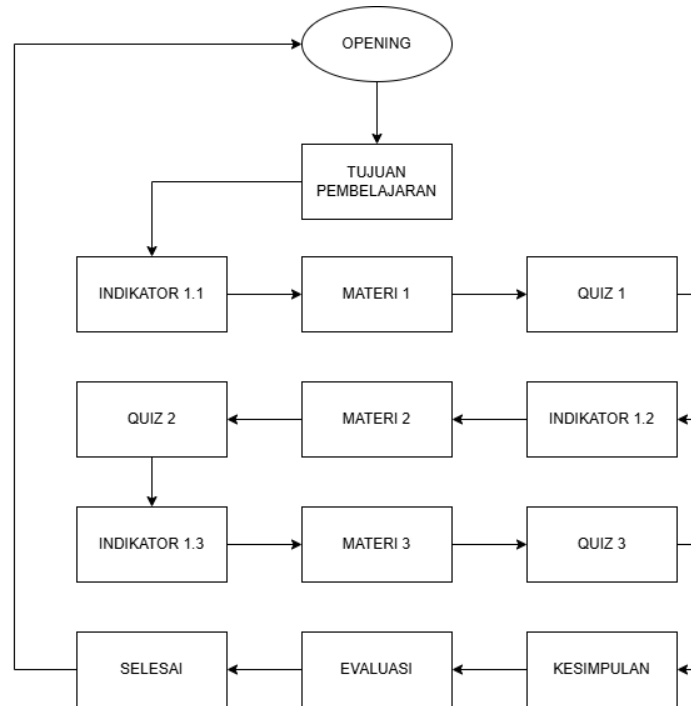 OPENING
TUJUAN
PEMBELAJARAN
INDIKATOR 1.1
MATERI 1
QUIZ 1
QUIZ 2
MATERI 2
INDIKATOR 1.2
INDIKATOR 1.3
MATERI 3
QUIZ 3
SELESAI
EVALUASI
KESIMPULAN